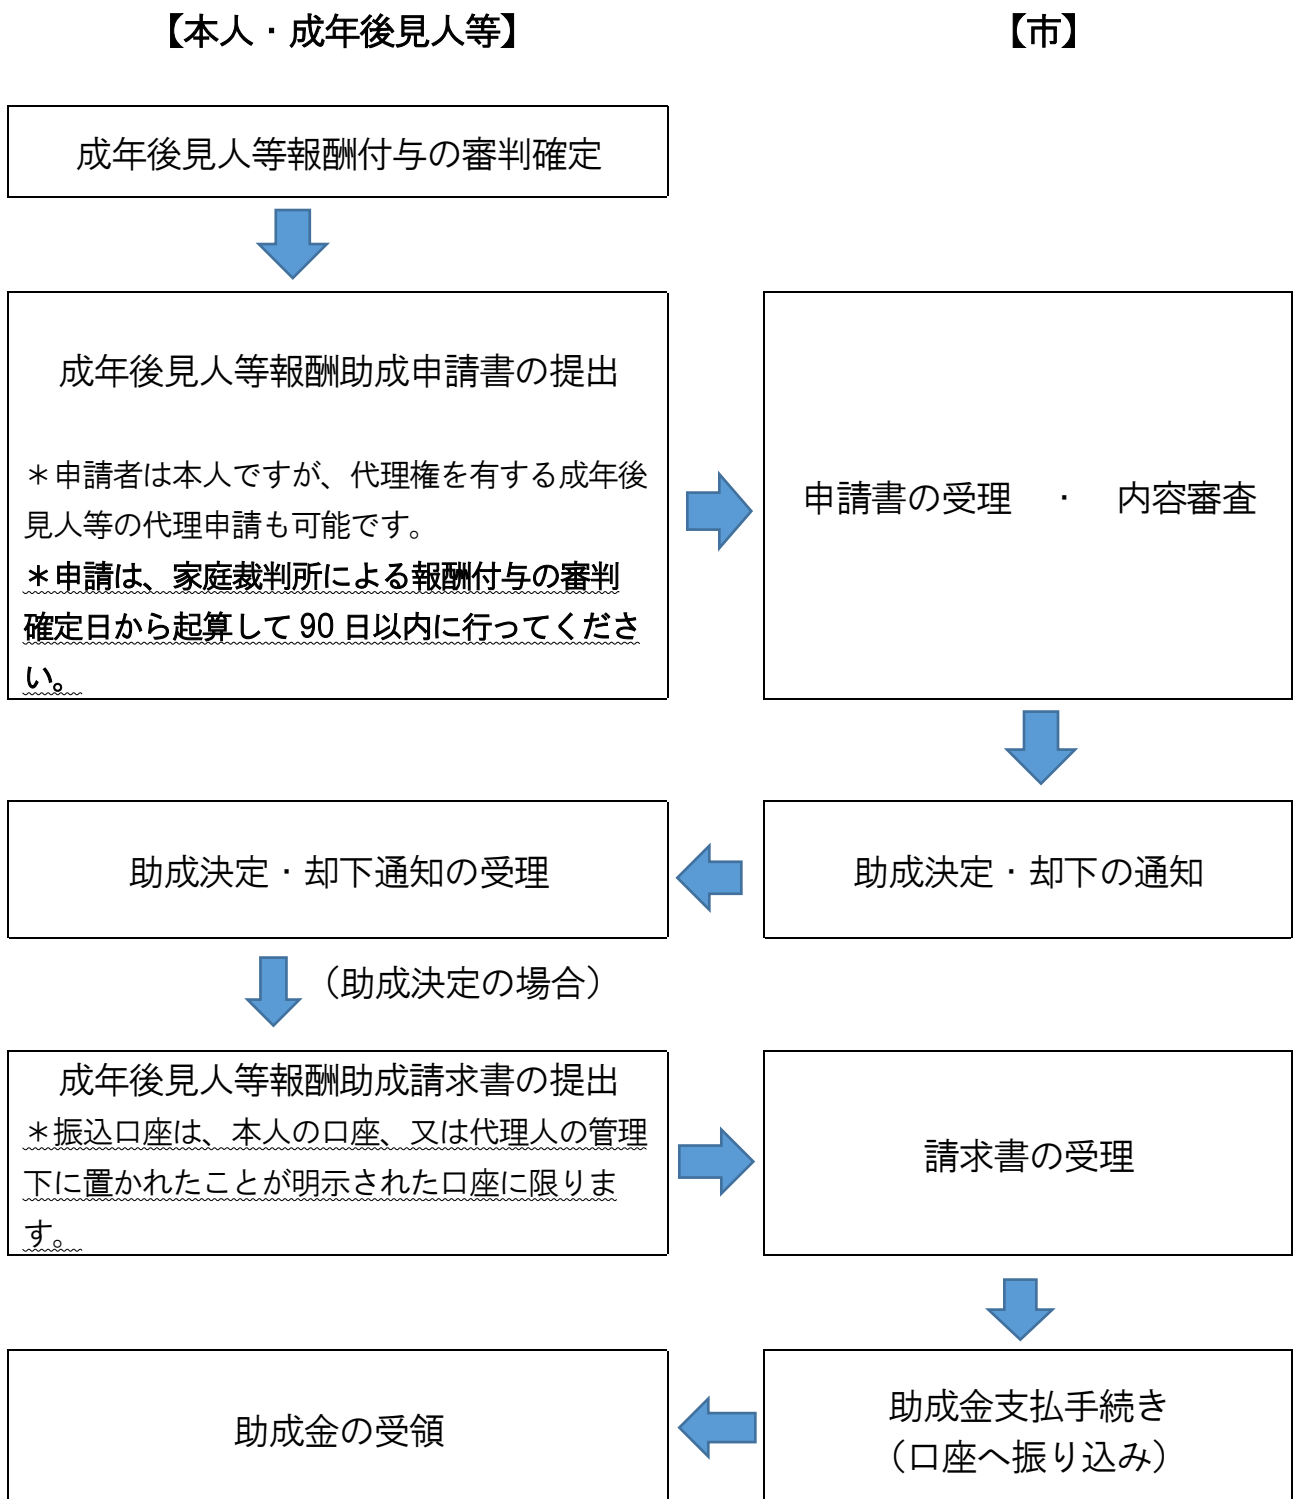 【本人・成年後見人等】
【市】
成年後見人等報酬付与の審判確定
成年後見人等報酬助成申請書の提出
＊申請者は本人ですが、代理権を有する成年後
見人等の代理申請も可能です。
＊申請は、家庭裁判所による報酬付与の審判
確定日から起算して 90 日以内に行ってくださ
い。
申請書の受理　・　内容審査
助成決定・却下の通知
助成決定・却下通知の受理
（助成決定の場合）
成年後見人等報酬助成請求書の提出
＊振込口座は、本人の口座、又は代理人の管理
下に置かれたことが明示された口座に限りま
す。
請求書の受理
助成金支払手続き
（口座へ振り込み）
助成金の受領